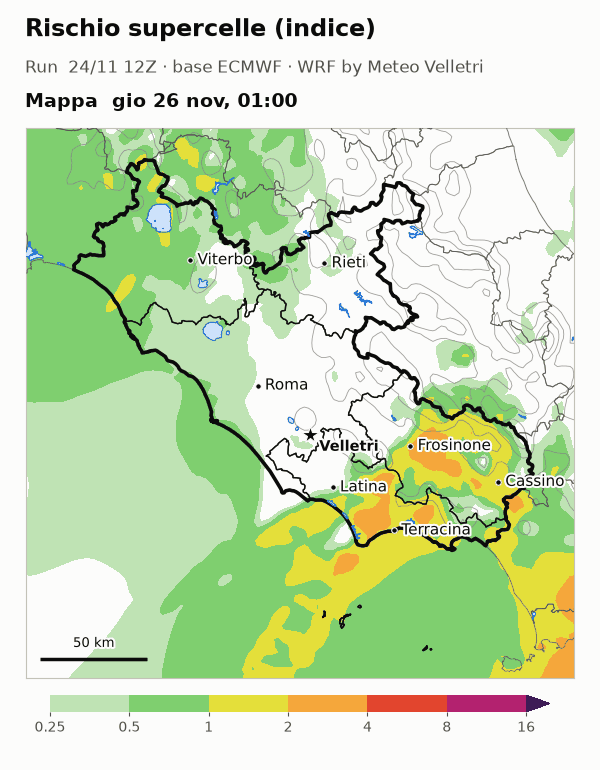 Rischio supercelle (indice)
Run 24/11 12Z · base ECMWF · WRF by Meteo Velletri
Mappa gio 26 nov, 01:00
Viterbo
Rieti
Roma
Velletri
Frosinone
Latina
Cassino
Terracina
50 km
0.25 0.5 1 2 4 8 16